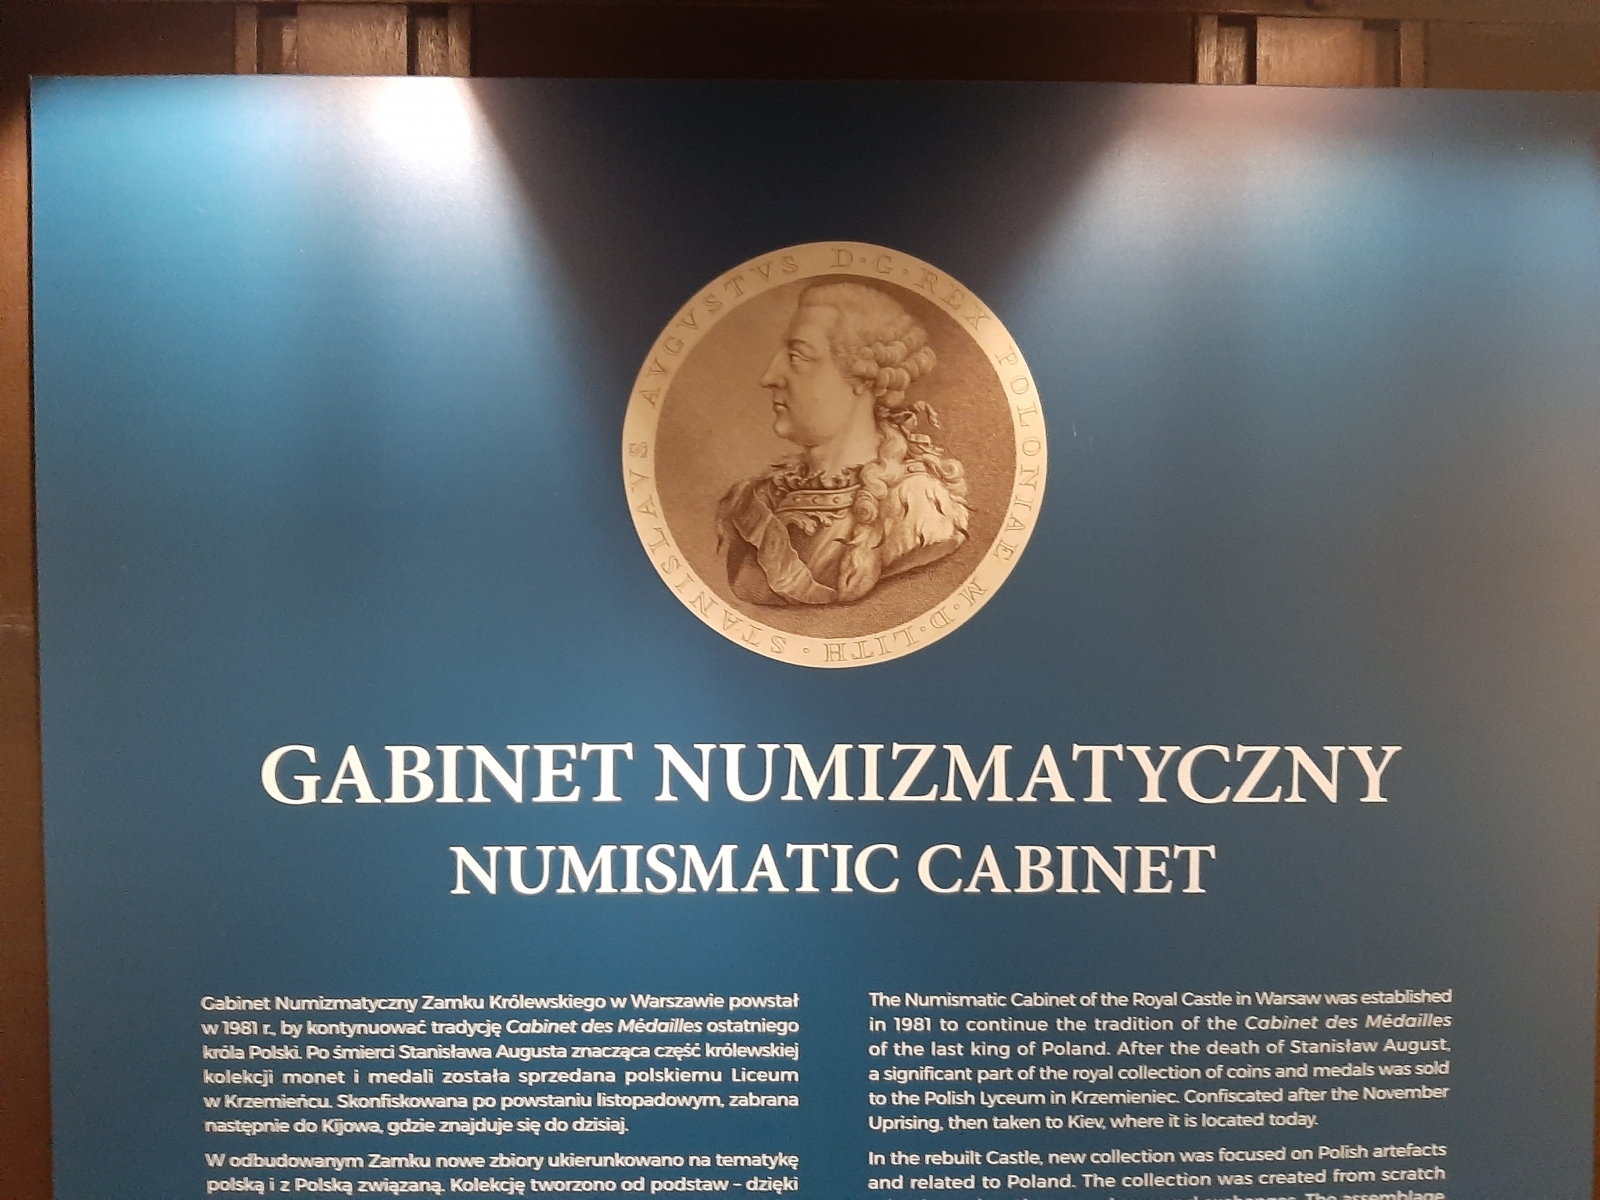 STANISLAVS AVGVSTVS D·G·REX POLONIAE M·D·LITH·
GABINET NUMIZMATYCZNY
NUMISMATIC CABINET
Gabinet Numizmatyczny Zamku Królewskiego w Warszawie powstał
w 1981 r., by kontynuować tradycję Cabinet des Médailles ostatniego
króla Polski. Po śmierci Stanisława Augusta znacząca część królewskiej
kolekcji monet i medali została sprzedana polskiemu Liceum
w Krzemieńcu. Skonfiskowana po powstaniu listopadowym, zabrana
następnie do Kijowa, gdzie znajduje się do dzisiaj.
W odbudowanym Zamku nowe zbiory ukierunkowano na tematykę
polską i z Polską związaną. Kolekcję tworzono od podstaw – dzięki
The Numismatic Cabinet of the Royal Castle in Warsaw was established
in 1981 to continue the tradition of the Cabinet des Médailles
of the last king of Poland. After the death of Stanisław August,
a significant part of the royal collection of coins and medals was sold
to the Polish Lyceum in Krzemieniec. Confiscated after the November
Uprising, then taken to Kiev, where it is located today.
In the rebuilt Castle, new collection was focused on Polish artefacts
and related to Poland. The collection was created from scratch
exchanges. The assemblage